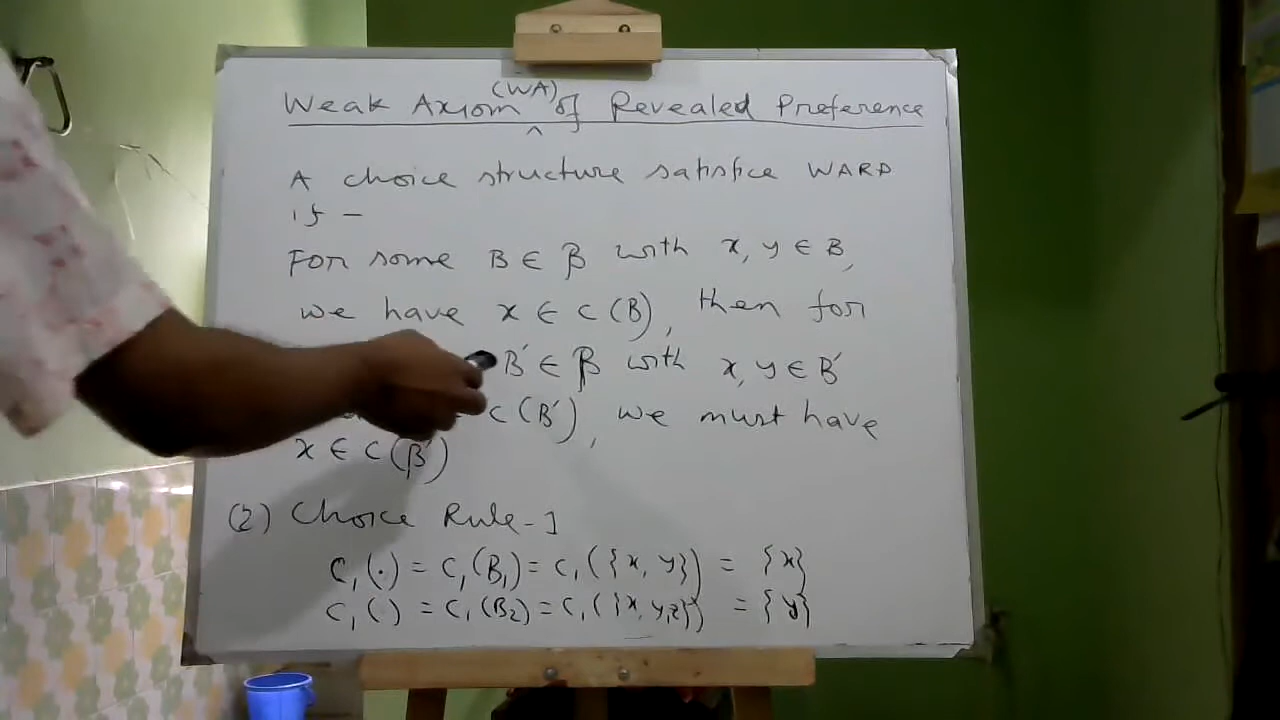 (WA)
Weak Axiom ^ of Revealed Preference
A choice structure satisfice WARP
if –
For some B ∈ β with x, y ∈ B,
we have x ∈ C(B), then for
B′ ∈ β with x, y ∈ B′
C(B′), we must have
x ∈ C(β′)
(2) Choice Rule-1
C₁(.) = C₁(B₁) = C₁({x, y}) = {x}
C₁( ) = C₁(B₂) = C₁({x, y, z}) = {y}